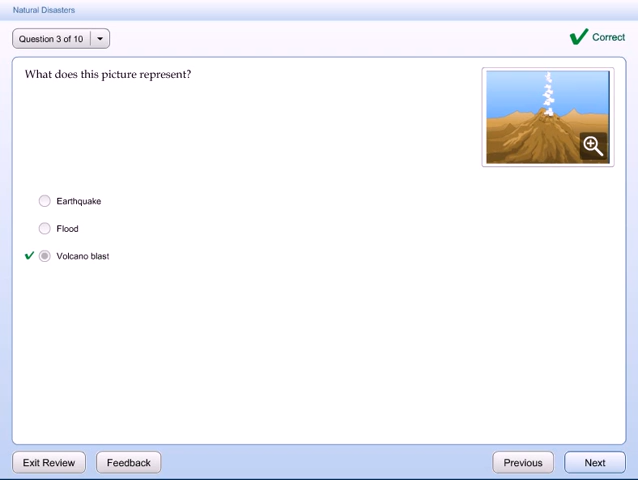 Natural Disasters
Question 3 of 10
Correct
What does this picture represent?
Earthquake
Flood
Volcano blast
Exit Review
Feedback
Previous
Next